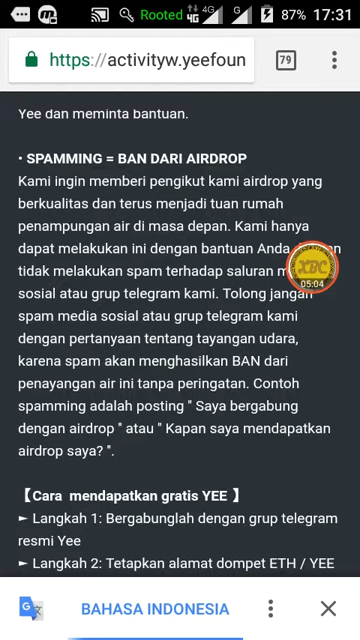 Rooted 4G 4G G 87% 17:31
https://activityw.yeefoun 79
Yee dan meminta bantuan.
• SPAMMING = BAN DARI AIRDROP
Kami ingin memberi pengikut kami airdrop yang
berkualitas dan terus menjadi tuan rumah
penampungan air di masa depan. Kami hanya
dapat melakukan ini dengan bantuan Anda
tidak melakukan spam terhadap saluran
XBC
05:04
sosial atau grup telegram kami. Tolong jangan
spam media sosial atau grup telegram kami
dengan pertanyaan tentang tayangan udara,
karena spam akan menghasilkan BAN dari
penayangan air ini tanpa peringatan. Contoh
spamming adalah posting " Saya bergabung
dengan airdrop " atau " Kapan saya mendapatkan
airdrop saya? ".
【Cara mendapatkan gratis YEE 】
► Langkah 1: Bergabunglah dengan grup telegram
resmi Yee
► Langkah 2: Tetapkan alamat dompet ETH / YEE
BAHASA INDONESIA